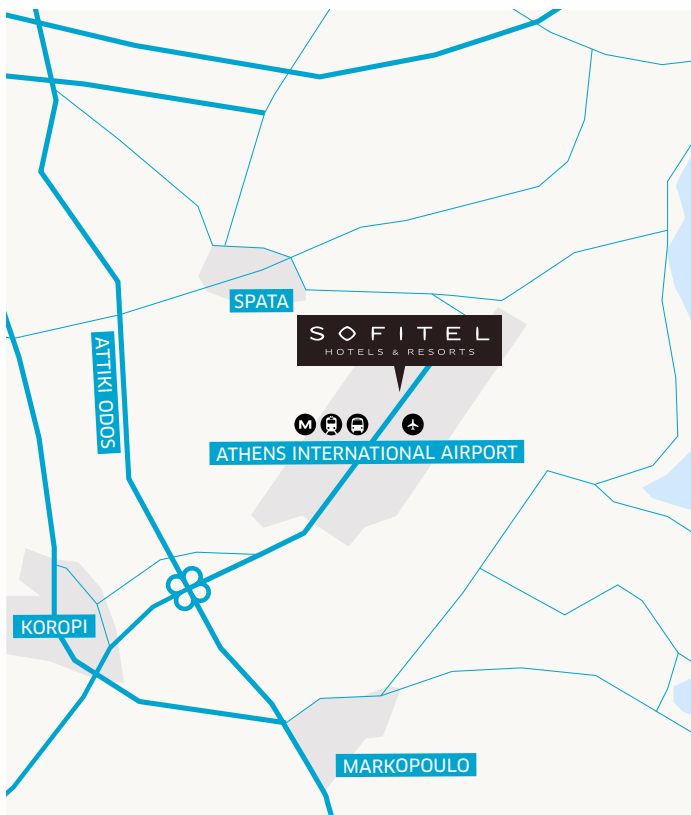 SPATA
SOFITEL
HOTELS & RESORTS
ATTIKI ODOS
M
ATHENS INTERNATIONAL AIRPORT
KOROPI
MARKOPOULO